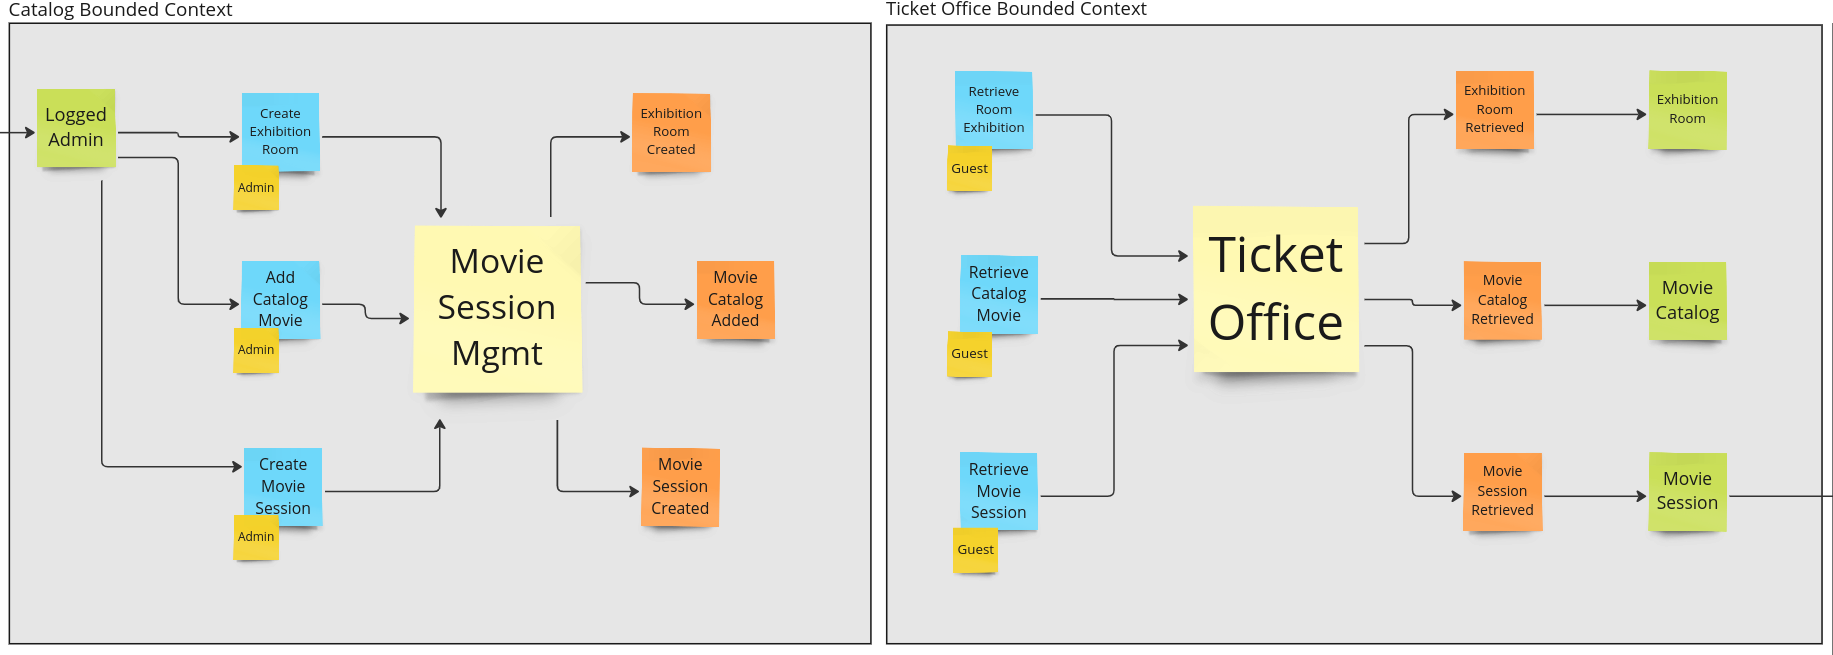 Catalog Bounded Context
Logged
Admin
Create
Exhibition
Room
Admin
Add
Catalog
Movie
Admin
Create
Movie
Session
Admin
Movie
Session
Mgmt
Exhibition
Room
Created
Movie
Catalog
Added
Movie
Session
Created
Ticket Office Bounded Context
Retrieve
Room
Exhibition
Guest
Retrieve
Catalog
Movie
Guest
Retrieve
Movie
Session
Guest
Ticket
Office
Exhibition
Room
Retrieved
Exhibition
Room
Movie
Catalog
Retrieved
Movie
Catalog
Movie
Session
Retrieved
Movie
Session